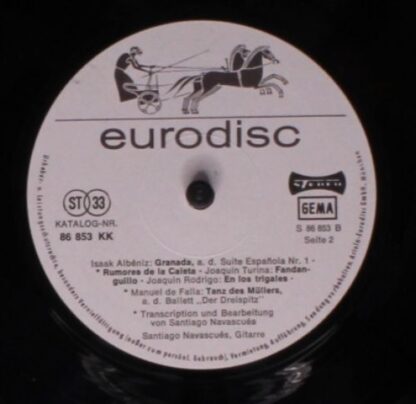 eurodisc
ST 33
KATALOG-NR.
86 853 KK
STEREO
GEMA
S 86 853 B
Seite 2
Isaak Albéniz: Granada, a. d. Suite Española Nr. 1 -
* Rumores de la Caleta - Joaquin Turina: Fandan-
guillo - Joaquin Rodrigo: En los trigales -
* Manuel de Falla: Tanz des Müllers,
a. d. Ballett „Der Dreispitz"
* Transcription und Bearbeitung
von Santiago Navascués
Santiago Navascués, Gitarre